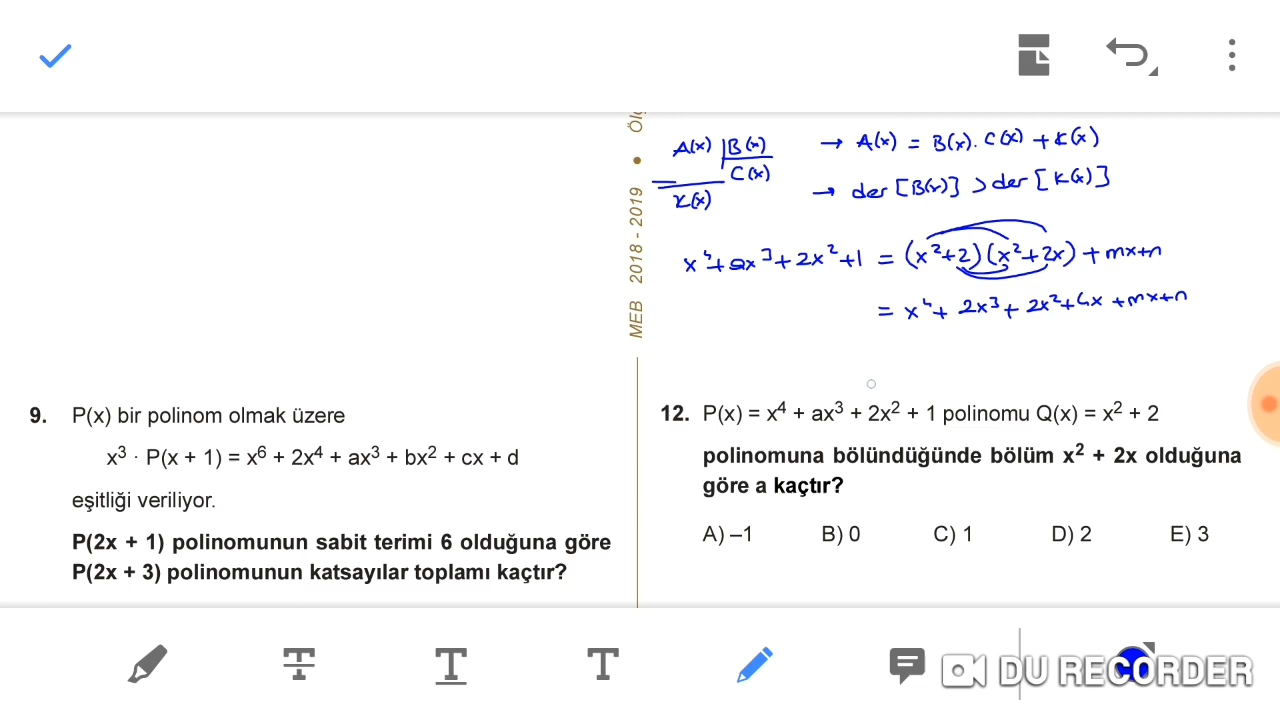 A(x) | B(x)
C(x)
K(x)
→ A(x) = B(x). C(x) + K(x)
→ der [B(x)] > der [K(x)]
x⁴ + ax³ + 2x² + 1 = (x² + 2)(x² + 2x) + mx + n
= x⁴ + 2x³ + 2x² + 4x + mx + n
MEB 2018 - 2019 •
9. P(x) bir polinom olmak üzere
x³ · P(x + 1) = x⁶ + 2x⁴ + ax³ + bx² + cx + d
eşitliği veriliyor.
P(2x + 1) polinomunun sabit terimi 6 olduğuna göre
P(2x + 3) polinomunun katsayılar toplamı kaçtır?
12. P(x) = x⁴ + ax³ + 2x² + 1 polinomu Q(x) = x² + 2
polinomuna bölündüğünde bölüm x² + 2x olduğuna
göre a kaçtır?
A) –1 B) 0 C) 1 D) 2 E) 3
T T T
DU RECORDER